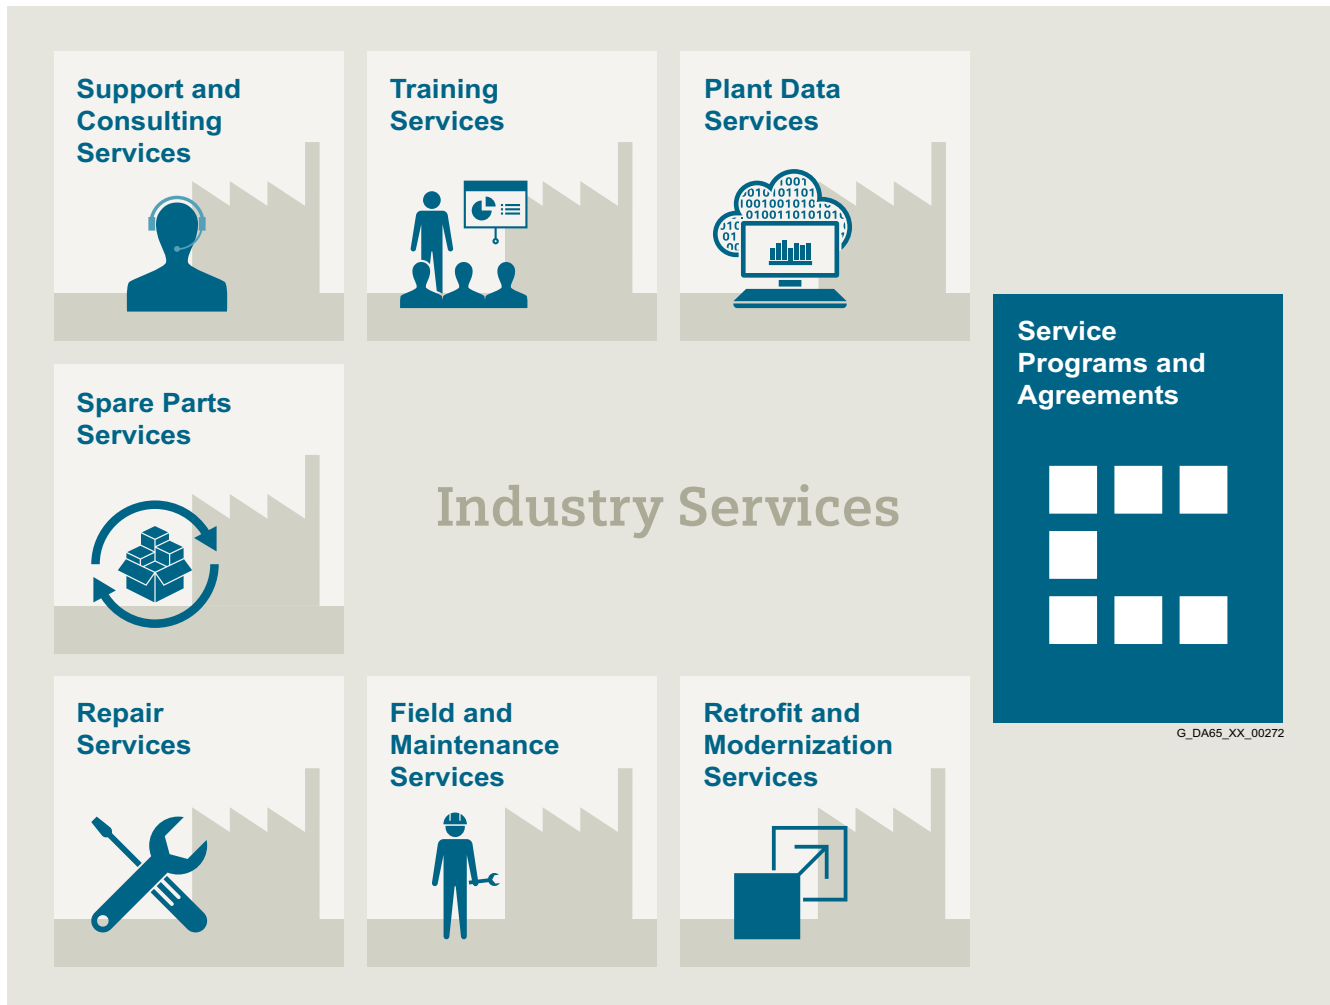 Support and
Consulting
Services
Training
Services
Plant Data
Services
Service
Programs and
Agreements
Spare Parts
Services
Industry Services
Repair
Services
Field and
Maintenance
Services
Retrofit and
Modernization
Services
G_DA65_XX_00272